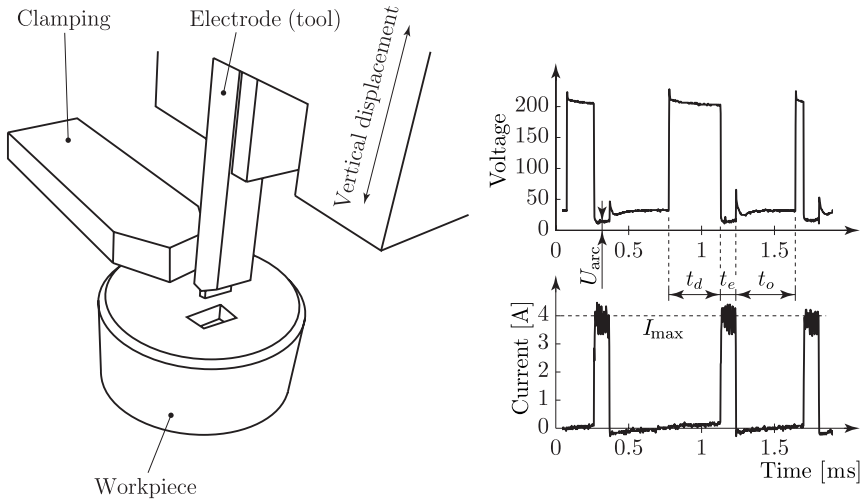 Clamping
Electrode (tool)
Vertical displacement
Workpiece
Voltage
200
150
100
50
0
0 0.5 1 1.5
U_arc
t_d t_e t_o
Current [A]
4
3
2
1
0
I_max
0 0.5 1 1.5
Time [ms]